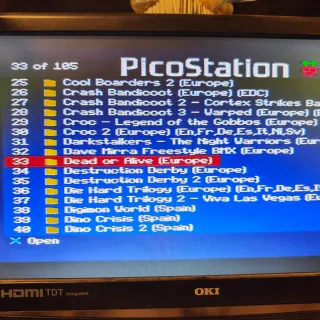 33 of 105
PicoStation
25 Cool Boarders 2 (Europe)
26 Crash Bandicoot (Europe) (EDC)
27 Crash Bandicoot 2 - Cortex Strikes Ba
28 Crash Bandicoot 3 - Warped (Europe) (
29 Croc - Legend of the Gobbos (Europe)
30 Croc 2 (Europe) (En,Fr,De,Es,It,Nl,Sv)
31 Darkstalkers - The Night Warriors (Eur
32 Dave Mirra Freestyle BMX (Europe)
33 Dead or Alive (Europe)
34 Destruction Derby (Europe)
35 Destruction Derby 2 (Europe)
36 Die Hard Trilogy (Europe) (En,Fr,De,Es,
37 Die Hard Trilogy 2 - Viva Las Vegas (Eu
38 Digimon World (Spain)
39 Dino Crisis (Spain)
40 Dino Crisis 2 (Spain)
X Open
HDMI TDT integrated
OKI